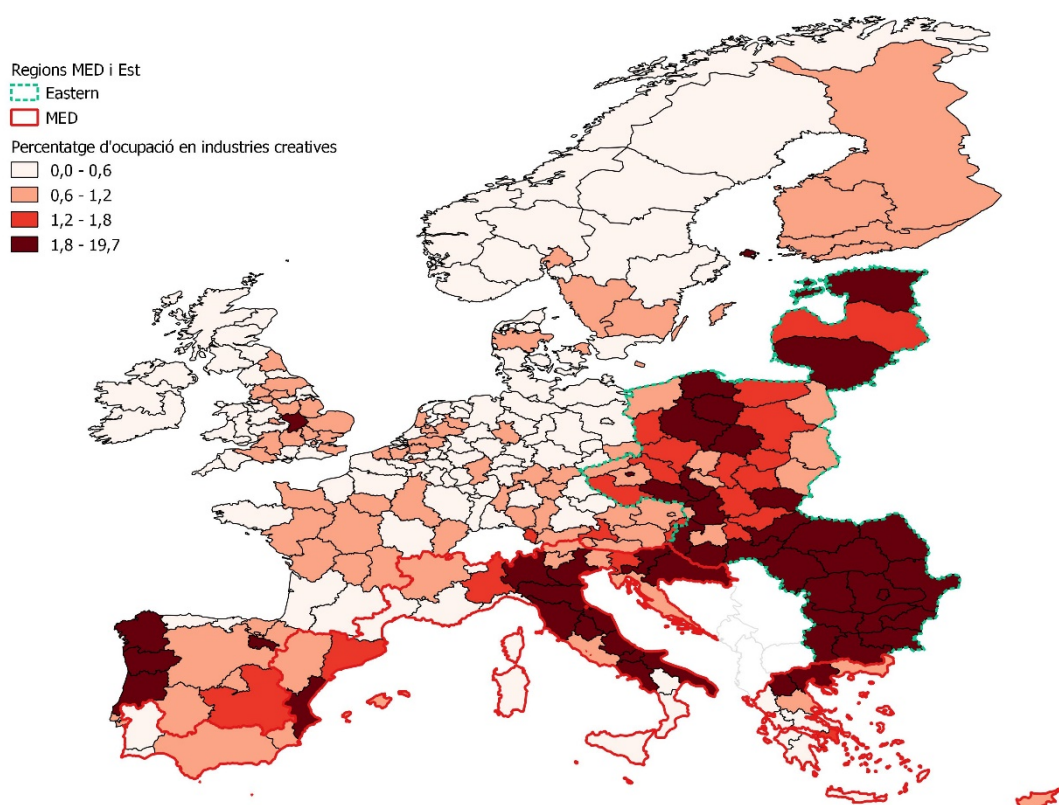 Regions MED i Est
Eastern
MED
Percentatge d'ocupació en industries creatives
0,0 - 0,6
0,6 - 1,2
1,2 - 1,8
1,8 - 19,7